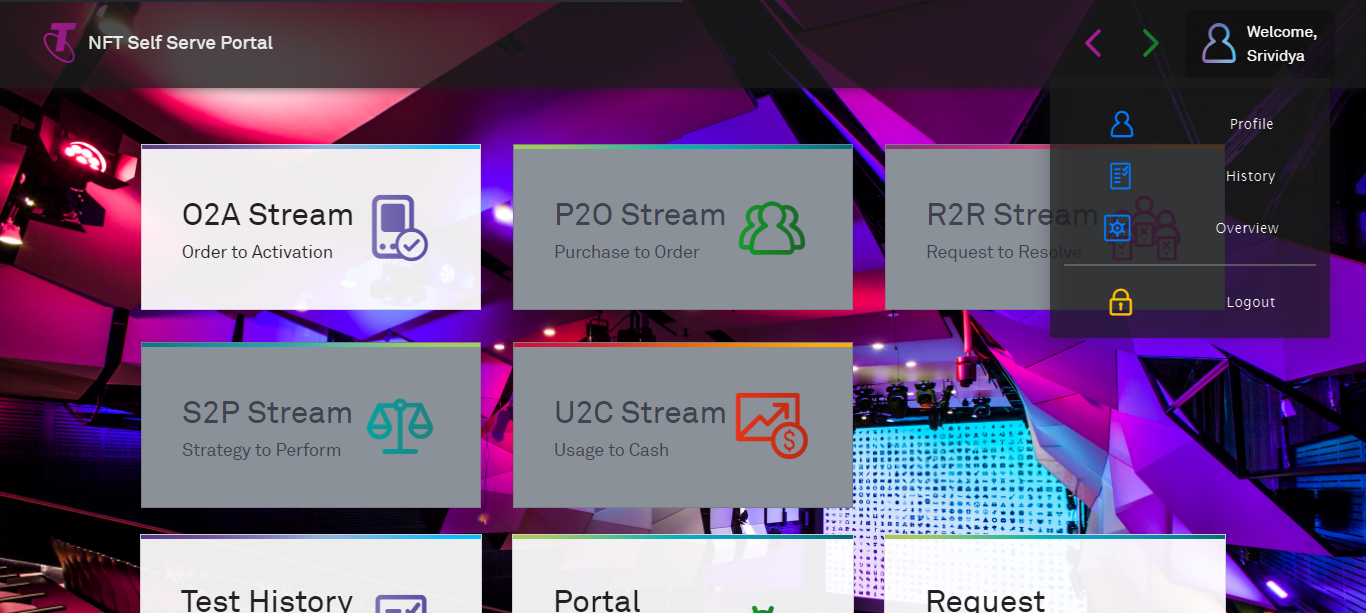 NFT Self Serve Portal
Welcome,
Srividya
Profile
History
Overview
Logout
O2A Stream
Order to Activation
P2O Stream
Purchase to Order
R2R Stream
Request to Resolve
S2P Stream
Strategy to Perform
U2C Stream
Usage to Cash
Test History
Portal
Request